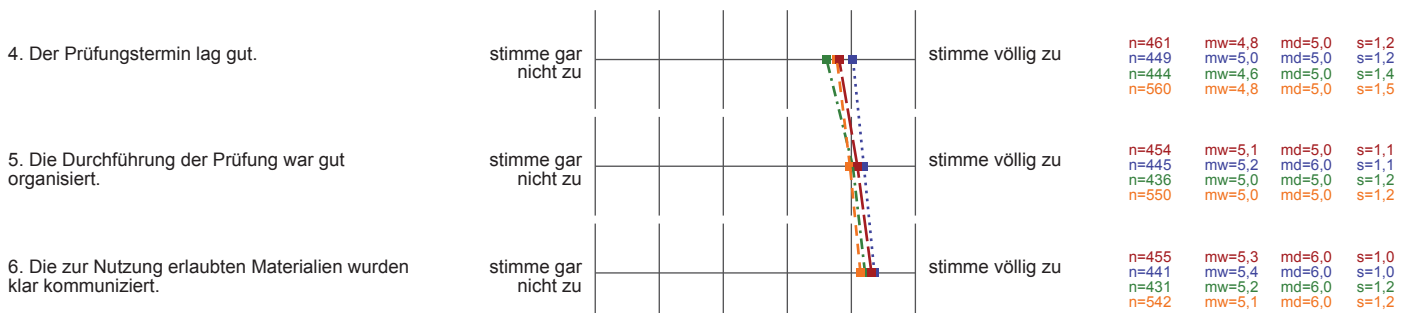 4. Der Prüfungstermin lag gut.
stimme gar
nicht zu
stimme völlig zu
n=461 mw=4,8 md=5,0 s=1,2
n=449 mw=5,0 md=5,0 s=1,2
n=444 mw=4,6 md=5,0 s=1,4
n=560 mw=4,8 md=5,0 s=1,5
5. Die Durchführung der Prüfung war gut
organisiert.
stimme gar
nicht zu
stimme völlig zu
n=454 mw=5,1 md=5,0 s=1,1
n=445 mw=5,2 md=6,0 s=1,1
n=436 mw=5,0 md=5,0 s=1,2
n=550 mw=5,0 md=5,0 s=1,2
6. Die zur Nutzung erlaubten Materialien wurden
klar kommuniziert.
stimme gar
nicht zu
stimme völlig zu
n=455 mw=5,3 md=6,0 s=1,0
n=441 mw=5,4 md=6,0 s=1,0
n=431 mw=5,2 md=6,0 s=1,2
n=542 mw=5,1 md=6,0 s=1,2